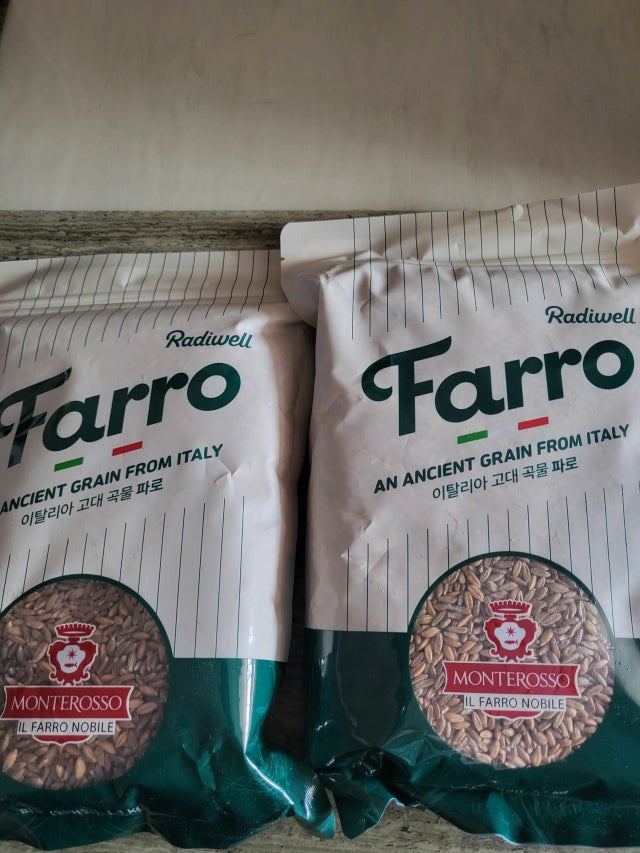 Radiwell
Farro
ANCIENT GRAIN FROM ITALY
이탈리아 고대 곡물 파로
MONTEROSSO
IL FARRO NOBILE
Radiwell
Farro
AN ANCIENT GRAIN FROM ITALY
이탈리아 고대 곡물 파로
MONTEROSSO
IL FARRO NOBILE